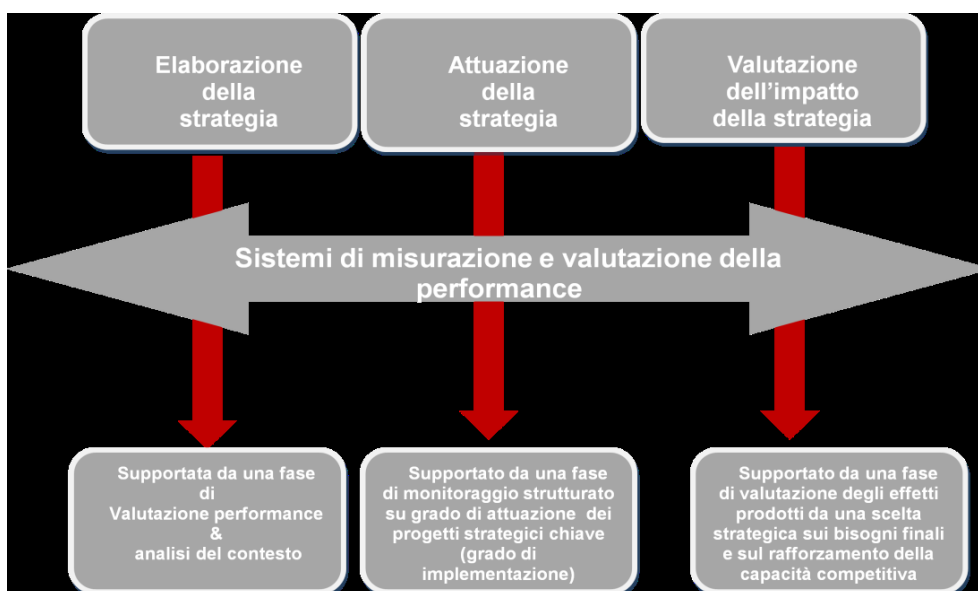 Elaborazione
della
strategia
Attuazione
della
strategia
Valutazione
dell'impatto
della strategia
Sistemi di misurazione e valutazione della
performance
Supportata da una fase
di
Valutazione performance
&
analisi del contesto
Supportato da una fase
di monitoraggio strutturato
su grado di attuazione dei
progetti strategici chiave
(grado di
implementazione)
Supportato da una fase
di valutazione degli effetti
prodotti da una scelta
strategica sui bisogni finali
e sul rafforzamento della
capacità competitiva